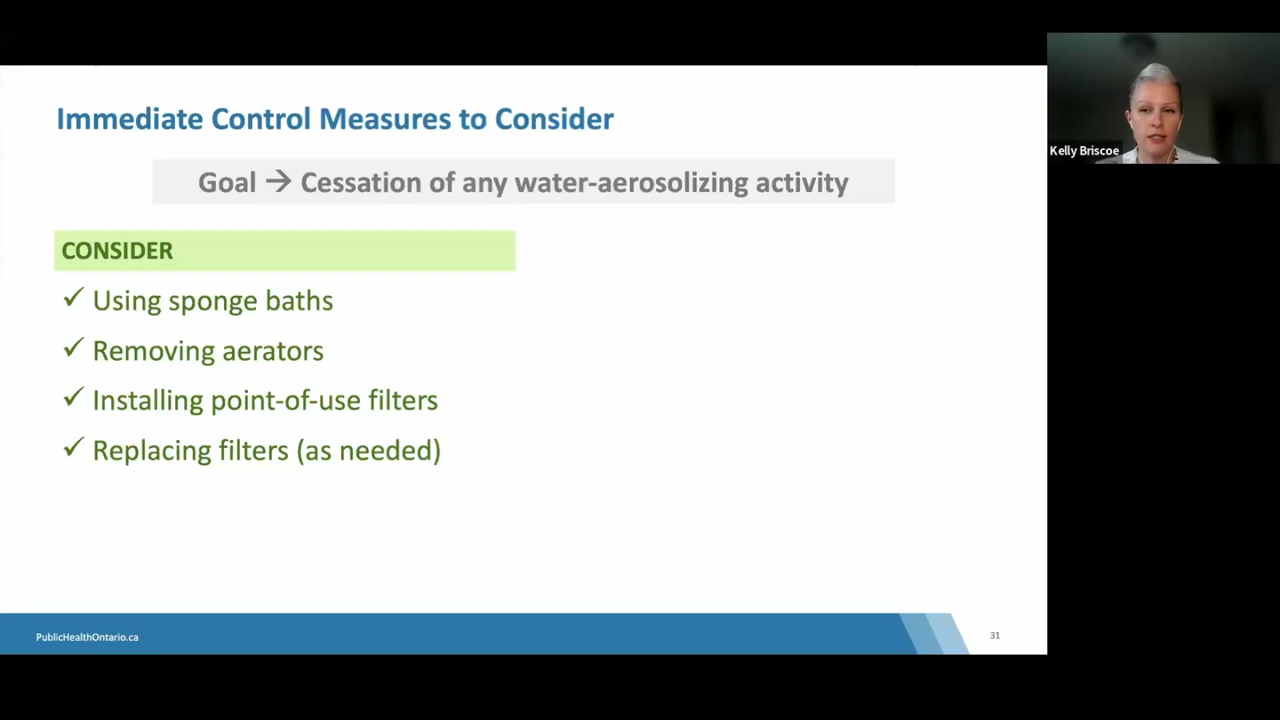 Immediate Control Measures to Consider
Goal → Cessation of any water-aerosolizing activity
CONSIDER
✓ Using sponge baths
✓ Removing aerators
✓ Installing point-of-use filters
✓ Replacing filters (as needed)
PublicHealthOntario.ca
31
Kelly Briscoe